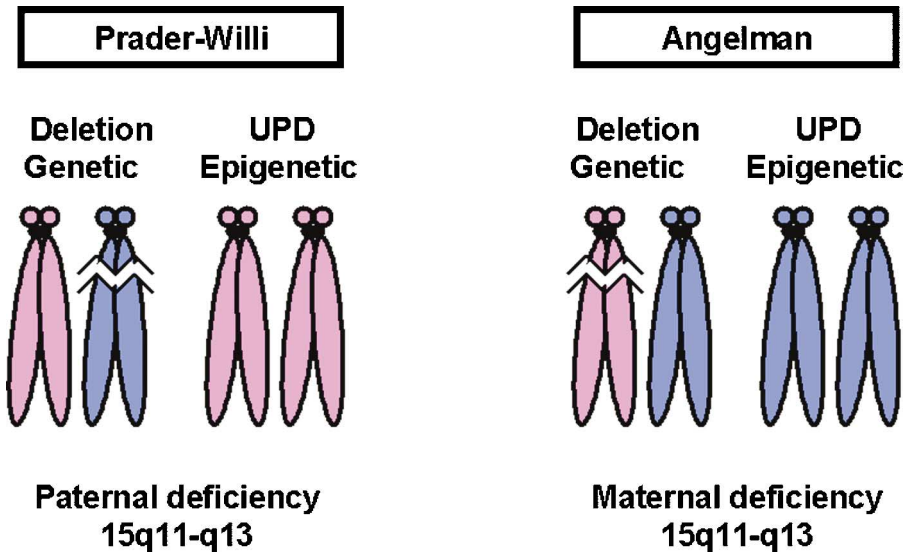 Prader-Willi
Deletion
Genetic
UPD
Epigenetic
Paternal deficiency
15q11-q13
Angelman
Deletion
Genetic
UPD
Epigenetic
Maternal deficiency
15q11-q13